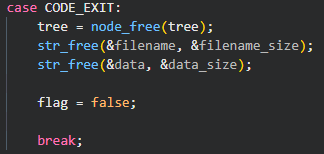 case CODE_EXIT:
    tree = node_free(tree);
    str_free(&filename, &filename_size);
    str_free(&data, &data_size);

    flag = false;

    break;